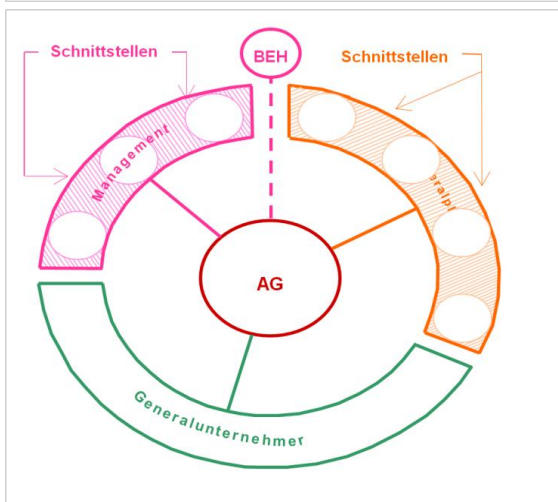 Schnittstellen
BEH
Schnittstellen
Management
AG
Generalunternehmer